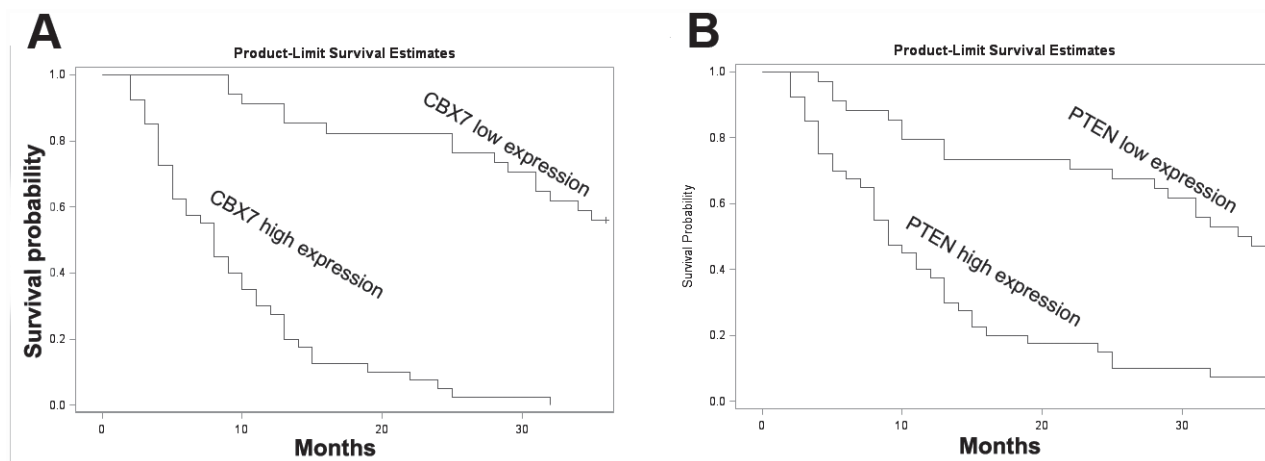 A
Product-Limit Survival Estimates
1.0
0.8
0.6
0.4
0.2
0.0
Survival probability
CBX7 low expression
CBX7 high expression
0 10 20 30
Months
B
Product-Limit Survival Estimates
1.0
0.8
0.6
0.4
0.2
0.0
Survival Probability
PTEN low expression
PTEN high expression
0 10 20 30
Months